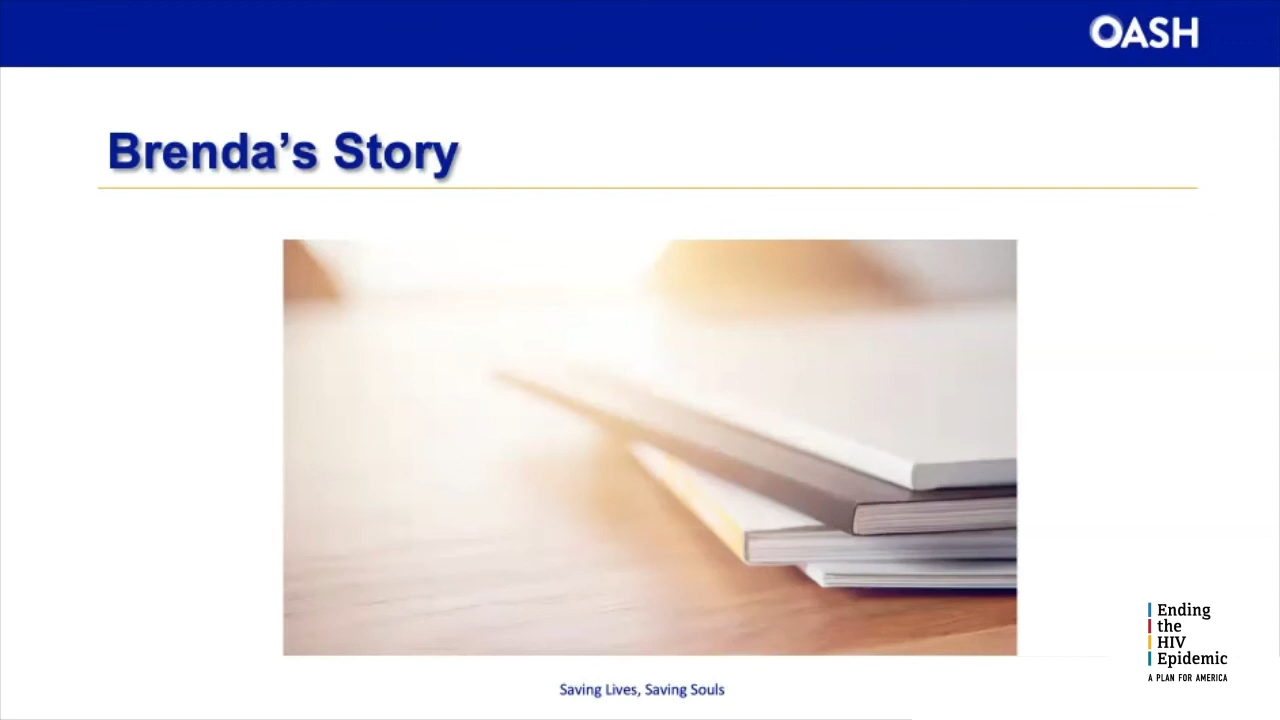 OASH
Brenda's Story
Saving Lives, Saving Souls
Ending
the
HIV
Epidemic
A PLAN FOR AMERICA